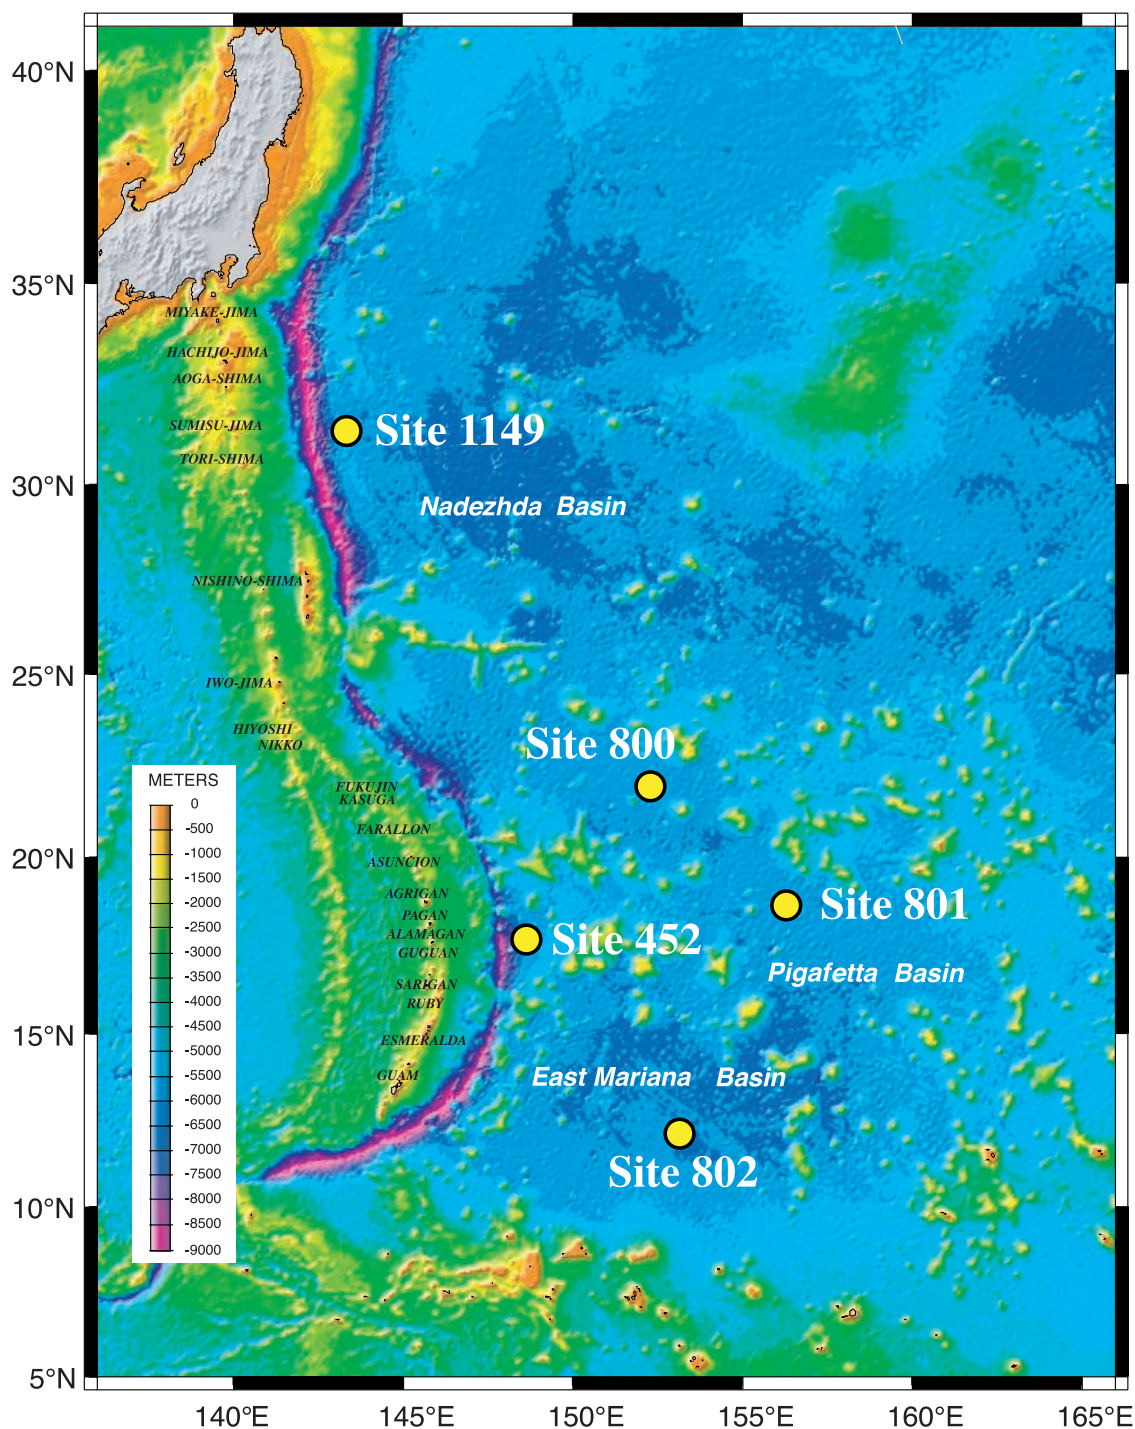 40°N
35°N
MIYAKE-JIMA
HACHIJO-JIMA
AOGA-SHIMA
SUMISU-JIMA
Site 1149
TORI-SHIMA
30°N
Nadezhda Basin
NISHINO-SHIMA
25°N
IWO-JIMA
HIYOSHI
NIKKO
Site 800
METERS
0
-500
-1000
-1500
-2000
-2500
-3000
-3500
-4000
-4500
-5000
-5500
-6000
-6500
-7000
-7500
-8000
-8500
-9000
FUKUJIN
KASUGA
FARALLON
20°N
ASUNCION
AGRIGAN
PAGAN
Site 801
ALAMAGAN
Site 452
GUGUAN
Pigafetta Basin
SARIGAN
RUBY
15°N
ESMERALDA
GUAM
East Mariana Basin
Site 802
10°N
5°N
140°E
145°E
150°E
155°E
160°E
165°E